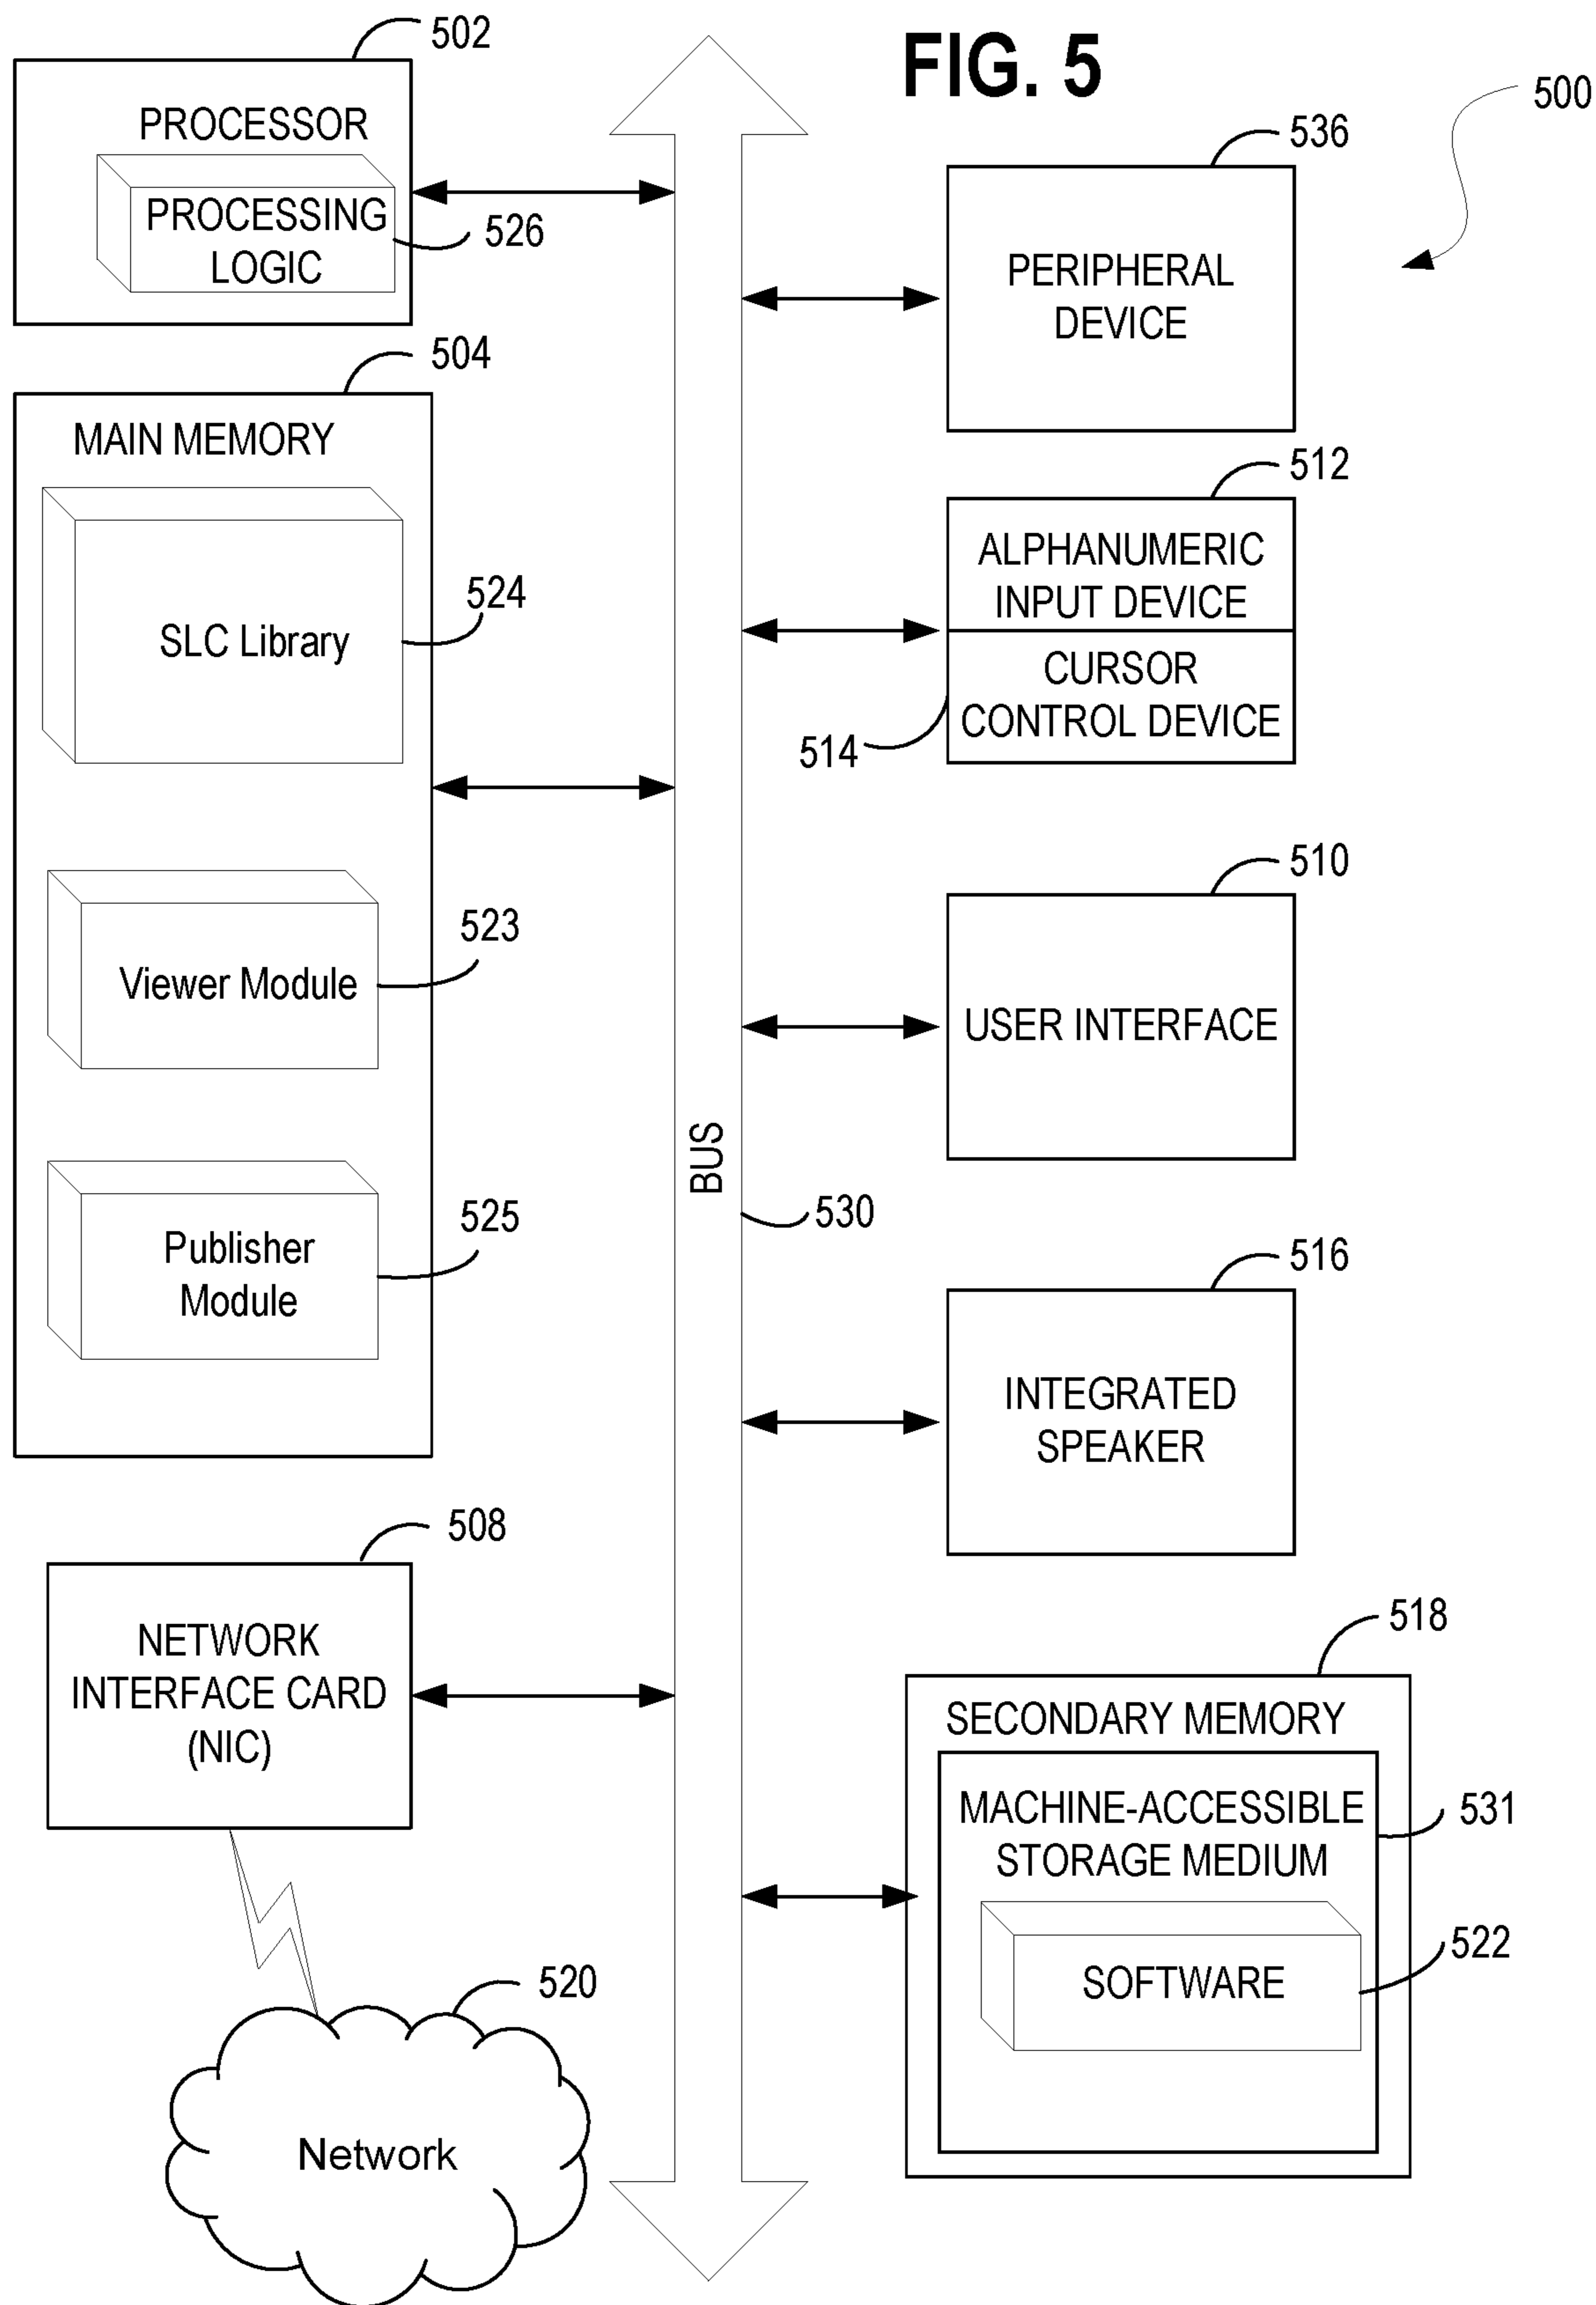 FIG. 5
500
502
PROCESSOR
PROCESSING
LOGIC
526
504
MAIN MEMORY
SLC Library
524
Viewer Module
523
Publisher
Module
525
508
NETWORK
INTERFACE CARD
(NIC)
520
Network
BUS
530
536
PERIPHERAL
DEVICE
512
ALPHANUMERIC
INPUT DEVICE
CURSOR
CONTROL DEVICE
514
510
USER INTERFACE
516
INTEGRATED
SPEAKER
518
SECONDARY MEMORY
MACHINE-ACCESSIBLE
STORAGE MEDIUM
531
SOFTWARE
522